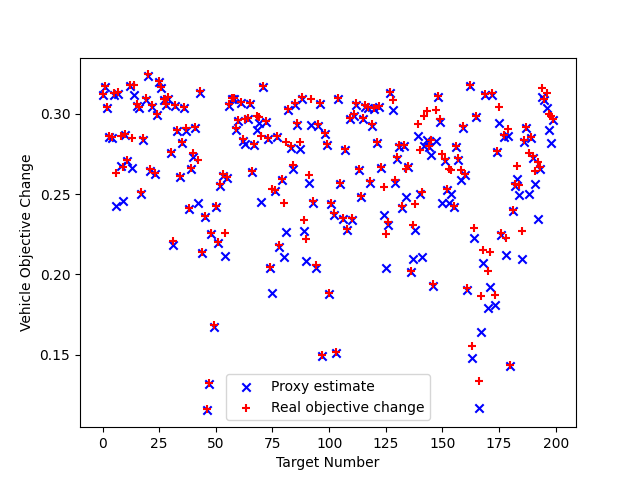 Vehicle Objective Change
0.30
0.25
0.20
0.15
Proxy estimate
Real objective change
0 25 50 75 100 125 150 175 200
Target Number